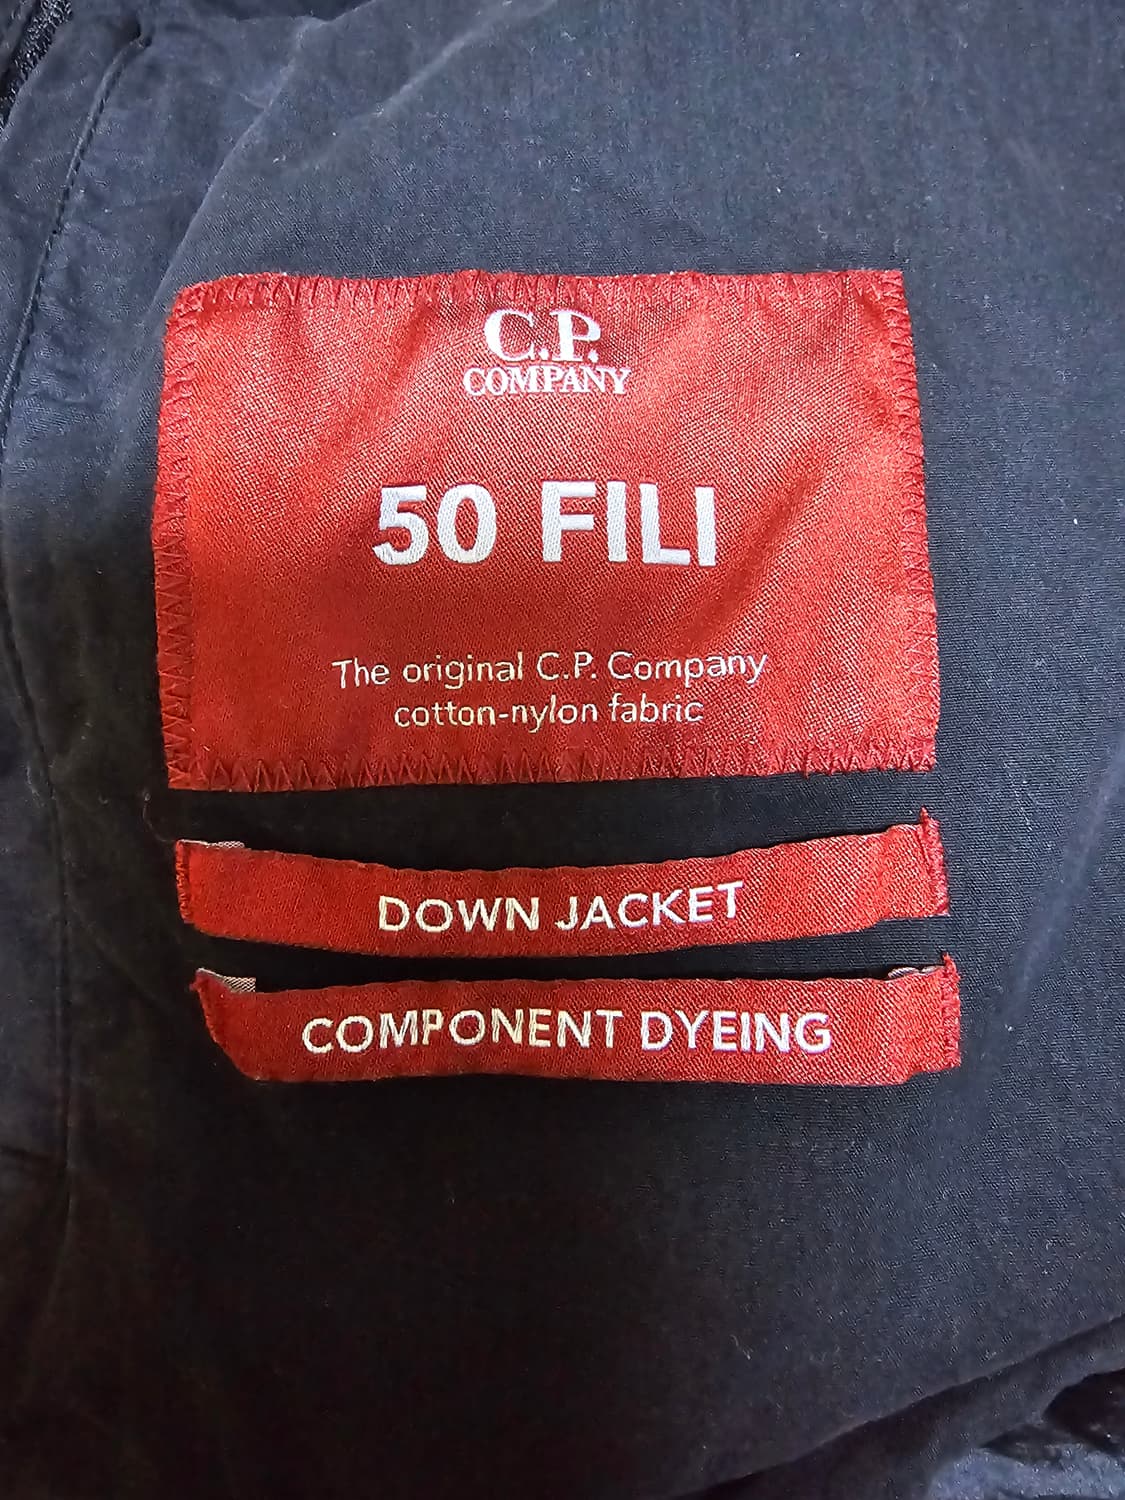 C.P.
COMPANY
50 FILI
The original C.P. Company
cotton-nylon fabric
DOWN JACKET
COMPONENT DYEING